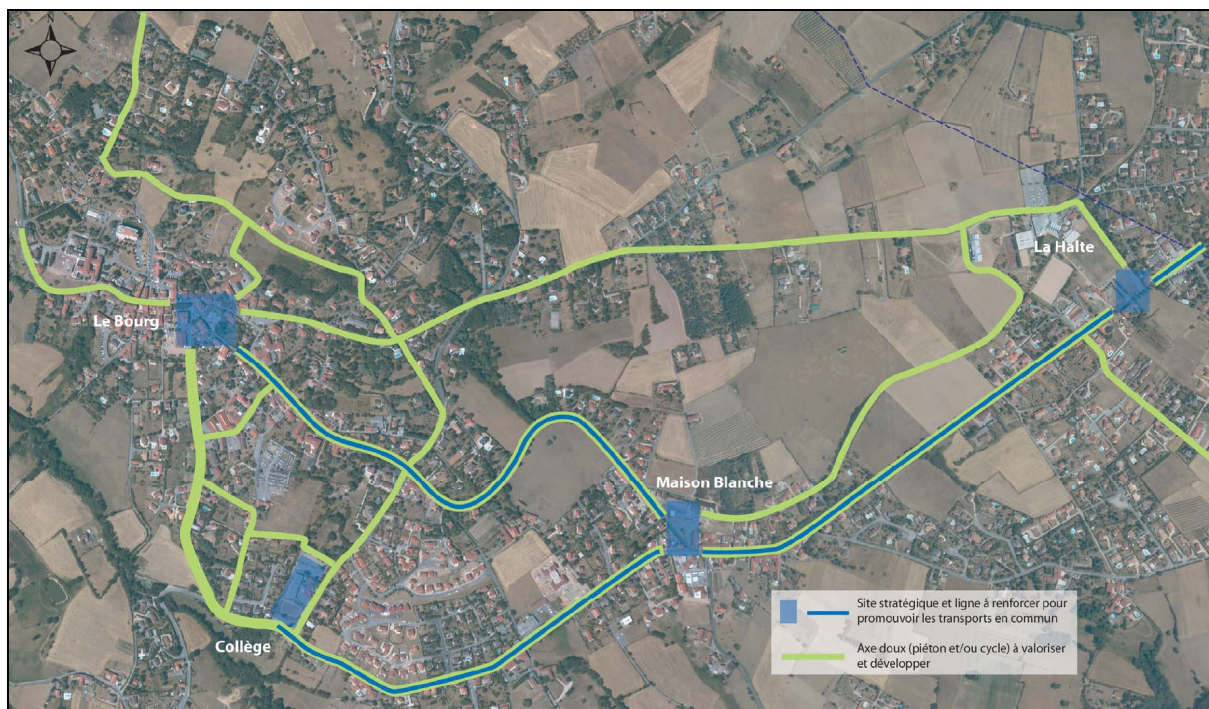 N
La Halte
Le Bourg
Maison Blanche
Collège
Site stratégique et ligne à renforcer pour
promouvoir les transports en commun
Axe doux (piéton et/ou cycle) à valoriser
et développer